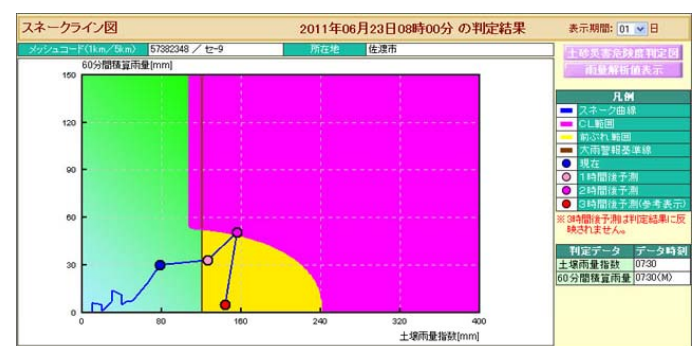 スネークライン図
2011年06月23日08時00分 の判定結果
表示期間: 01 日
メッシュコード(1km/5km) 57382348 / セ-9 所在地 佐渡市
土砂災害危険度判定図
雨量解析値表示
60分間積算雨量[mm]
150
120
90
60
30
0
0 80 160 240 320 400
土壌雨量指数[mm]
凡例
スネーク曲線
CL範囲
前ぶれ範囲
大雨警報基準線
現在
1時間後予測
2時間後予測
3時間後予測(参考表示)
※3時間後予測は判定結果に反
映されません。
判定データ データ時刻
土壌雨量指数 0730
60分間積算雨量 0730(M)